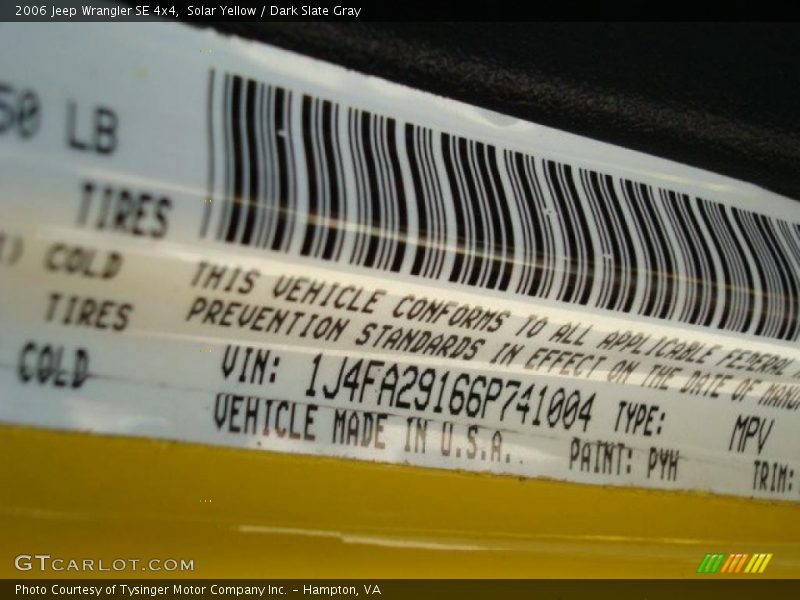 2006 Jeep Wrangler SE 4x4, Solar Yellow / Dark Slate Gray
50 LB
TIRES
COLD
THIS VEHICLE CONFORMS TO ALL APPLICABLE FEDERAL
TIRES
PREVENTION STANDARDS IN EFFECT ON THE DATE OF MANUF
COLD
VIN: 1J4FA29166P741004 TYPE: MPV
VEHICLE MADE IN U.S.A. PAINT: PYH TRIM:
GTCARLOT.COM
Photo Courtesy of Tysinger Motor Company Inc. - Hampton, VA